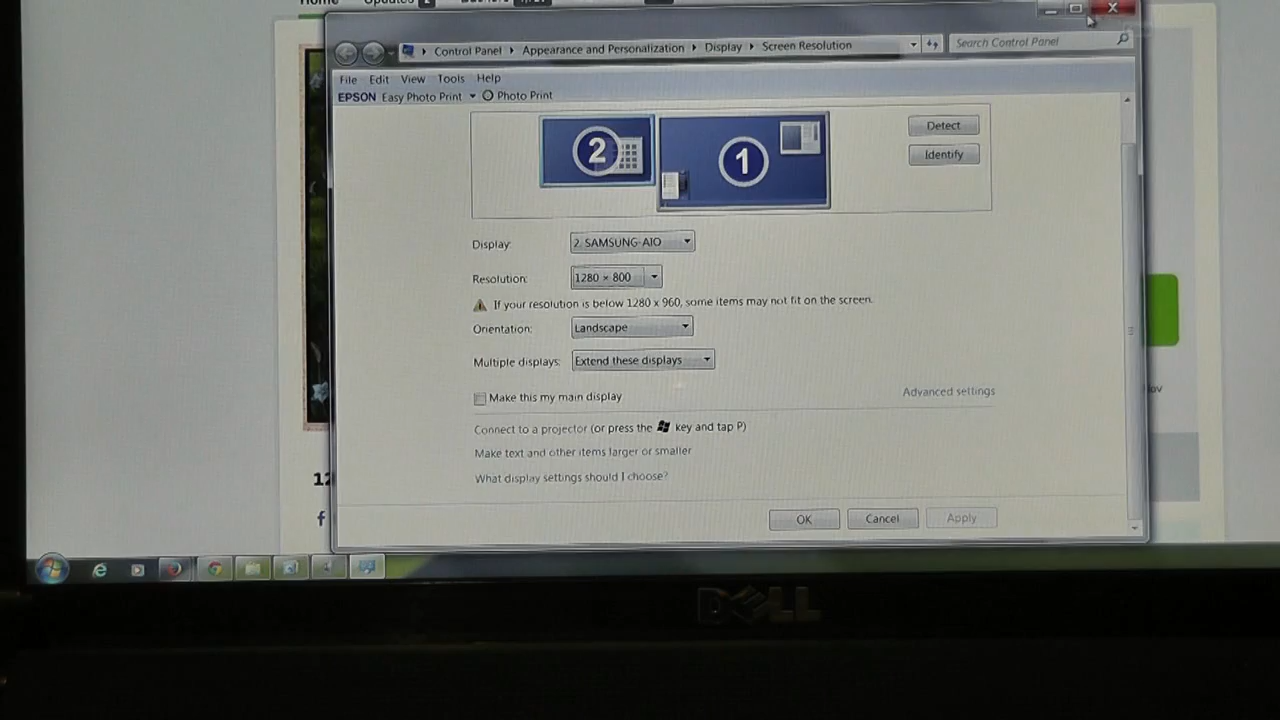 Home Updates 2
Control Panel Appearance and Personalization Display Screen Resolution Search Control Panel
File Edit View Tools Help
EPSON Easy Photo Print Photo Print
2 1
Detect
Identify
Display: 2. SAMSUNG-AIO
Resolution: 1280 × 800
If your resolution is below 1280 x 960, some items may not fit on the screen.
Orientation: Landscape
Multiple displays: Extend these displays
Make this my main display
Advanced settings
Connect to a projector (or press the key and tap P)
Make text and other items larger or smaller
What display settings should I choose?
OK Cancel Apply
12
f
DELL